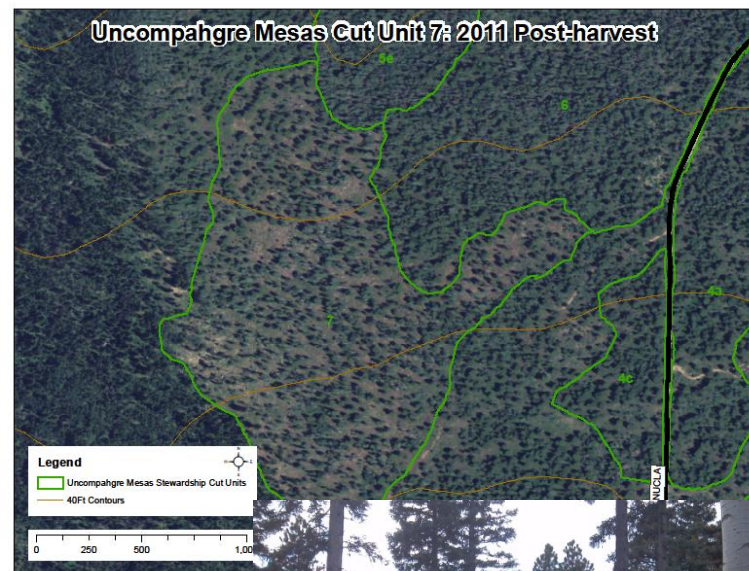 Uncompahgre Mesas Cut Unit 7: 2011 Post-harvest
5e
6
7
4a
4c
NUCLA
Legend
Uncompahgre Mesas Stewardship Cut Units
40Ft Contours
0 250 500 1,00